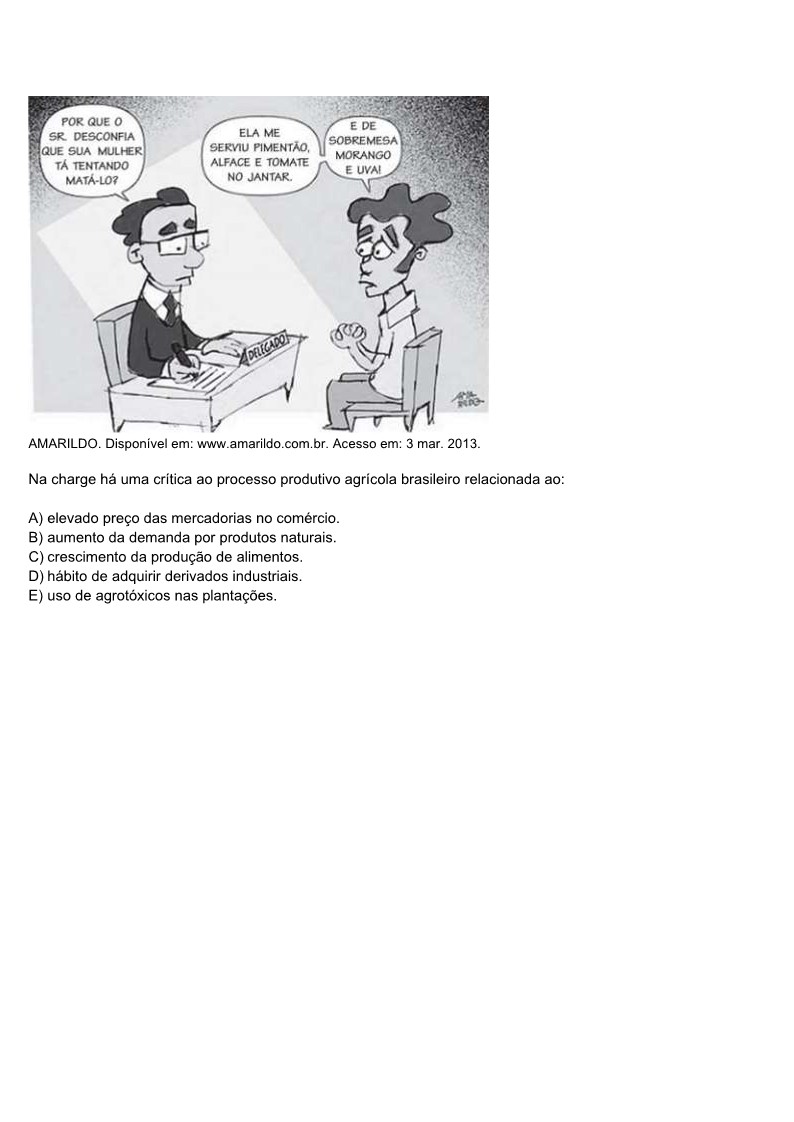 POR QUE O
SR. DESCONFIA
QUE SUA MULHER
TÁ TENTANDO
MATÁ-LO?
ELA ME
SERVIU PIMENTÃO,
ALFACE E TOMATE
NO JANTAR.
E DE
SOBREMESA
MORANGO
E UVA!
DELEGADO
AMARILDO
AMARILDO. Disponível em: www.amarildo.com.br. Acesso em: 3 mar. 2013.
Na charge há uma crítica ao processo produtivo agrícola brasileiro relacionada ao:
A) elevado preço das mercadorias no comércio.
B) aumento da demanda por produtos naturais.
C) crescimento da produção de alimentos.
D) hábito de adquirir derivados industriais.
E) uso de agrotóxicos nas plantações.